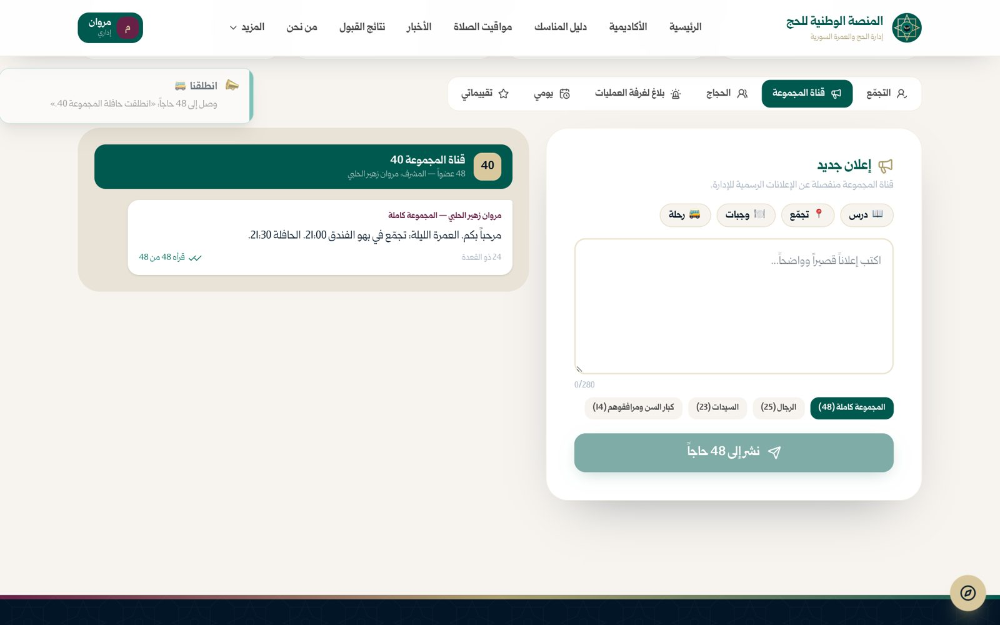 المنصة الوطنية للحج
إدارة الحج والعمرة السورية
الرئيسية
الأكاديمية
دليل المناسك
مواقيت الصلاة
الأخبار
نتائج القبول
من نحن
المزيد
م
مروان
إداري
التجمّع
قناة المجموعة
الحجاج
بلاغ لغرفة العمليات
يومي
تقييماتي
انطلقنا
وصل إلى 48 حاجاً: «انطلقت حافلة المجموعة 40.»
إعلان جديد
قناة المجموعة منفصلة عن الإعلانات الرسمية للإدارة.
درس
تجمّع
وجبات
رحلة
اكتب إعلاناً قصيراً وواضحاً...
0/280
المجموعة كاملة (48)
الرجال (25)
السيدات (23)
كبار السن ومرافقوهم (14)
نشر إلى 48 حاجاً
40
قناة المجموعة 40
48 عضواً — المشرف: مروان زهير الحلبي
مروان زهير الحلبي — المجموعة كاملة
مرحباً بكم. العمرة الليلة: تجمّع في بهو الفندق 21:00. الحافلة 21:30.
24 ذو القعدة
قرأه 48 من 48